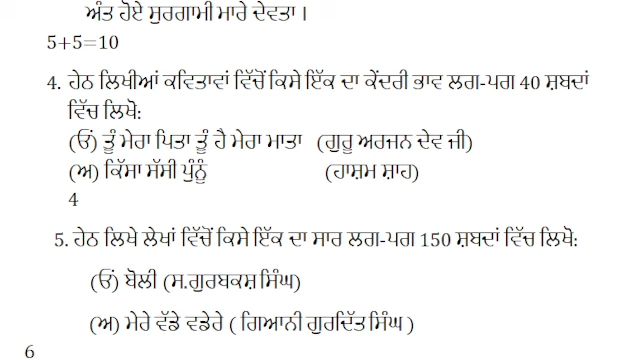 ਅੰਤ ਹੋਏ ਸੁਰਗਾਮੀ ਮਾਰੇ ਦੇਵਤਾ ।
5+5=10
4. ਹੇਠ ਲਿਖੀਆਂ ਕਵਿਤਾਵਾਂ ਵਿੱਚੋਂ ਕਿਸੇ ਇੱਕ ਦਾ ਕੇਂਦਰੀ ਭਾਵ ਲਗ-ਪਗ 40 ਸ਼ਬਦਾਂ
ਵਿੱਚ ਲਿਖੋ:
(ਓ) ਤੂੰ ਮੇਰਾ ਪਿਤਾ ਤੂੰ ਹੈ ਮੇਰਾ ਮਾਤਾ (ਗੁਰੂ ਅਰਜਨ ਦੇਵ ਜੀ)
(ਅ) ਕਿੱਸਾ ਸੱਸੀ ਪੁੰਨੂੰ (ਹਾਸ਼ਮ ਸ਼ਾਹ)
4
5. ਹੇਠ ਲਿਖੇ ਲੇਖਾਂ ਵਿੱਚੋਂ ਕਿਸੇ ਇੱਕ ਦਾ ਸਾਰ ਲਗ-ਪਗ 150 ਸ਼ਬਦਾਂ ਵਿੱਚ ਲਿਖੋ:
(ਓ) ਬੋਲੀ (ਸ.ਗੁਰਬਕਸ਼ ਸਿੰਘ)
(ਅ) ਮੇਰੇ ਵੱਡੇ ਵਡੇਰੇ ( ਗਿਆਨੀ ਗੁਰਦਿੱਤ ਸਿੰਘ )
6